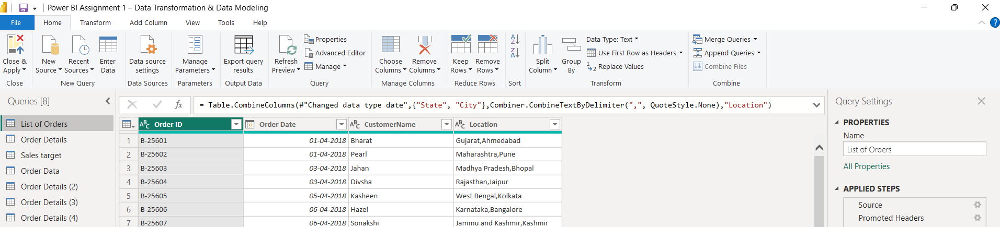 Power BI Assignment 1 – Data Transformation & Data Modeling
File Home Transform Add Column View Tools Help
?
Close & Apply
Close
New Source
Recent Sources
Enter Data
New Query
Data source settings
Data Sources
Manage Parameters
Parameters
Export query results
Output Data
Refresh Preview
Properties
Advanced Editor
Manage
Query
Choose Columns
Remove Columns
Manage Columns
Keep Rows
Remove Rows
Reduce Rows
A Z
Z A
Sort
Split Column
Group By
Data Type: Text
Use First Row as Headers
1 2 Replace Values
Transform
Merge Queries
Append Queries
Combine Files
Combine
Queries [8]
List of Orders
Order Details
Sales target
Order Data
Order Details (2)
Order Details (3)
Order Details (4)
fx
= Table.CombineColumns(#"Changed data type date",{"State", "City"},Combiner.CombineTextByDelimiter(",", QuoteStyle.None),"Location")
ABC Order ID Order Date ABC CustomerName ABC Location
1 B-25601 01-04-2018 Bharat Gujarat,Ahmedabad
2 B-25602 01-04-2018 Pearl Maharashtra,Pune
3 B-25603 03-04-2018 Jahan Madhya Pradesh,Bhopal
4 B-25604 03-04-2018 Divsha Rajasthan,Jaipur
5 B-25605 05-04-2018 Kasheen West Bengal,Kolkata
6 B-25606 06-04-2018 Hazel Karnataka,Bangalore
7 B-25607 06-04-2018 Sonakshi Jammu and Kashmir,Kashmir
Query Settings
PROPERTIES
Name
List of Orders
All Properties
APPLIED STEPS
Source
Promoted Headers